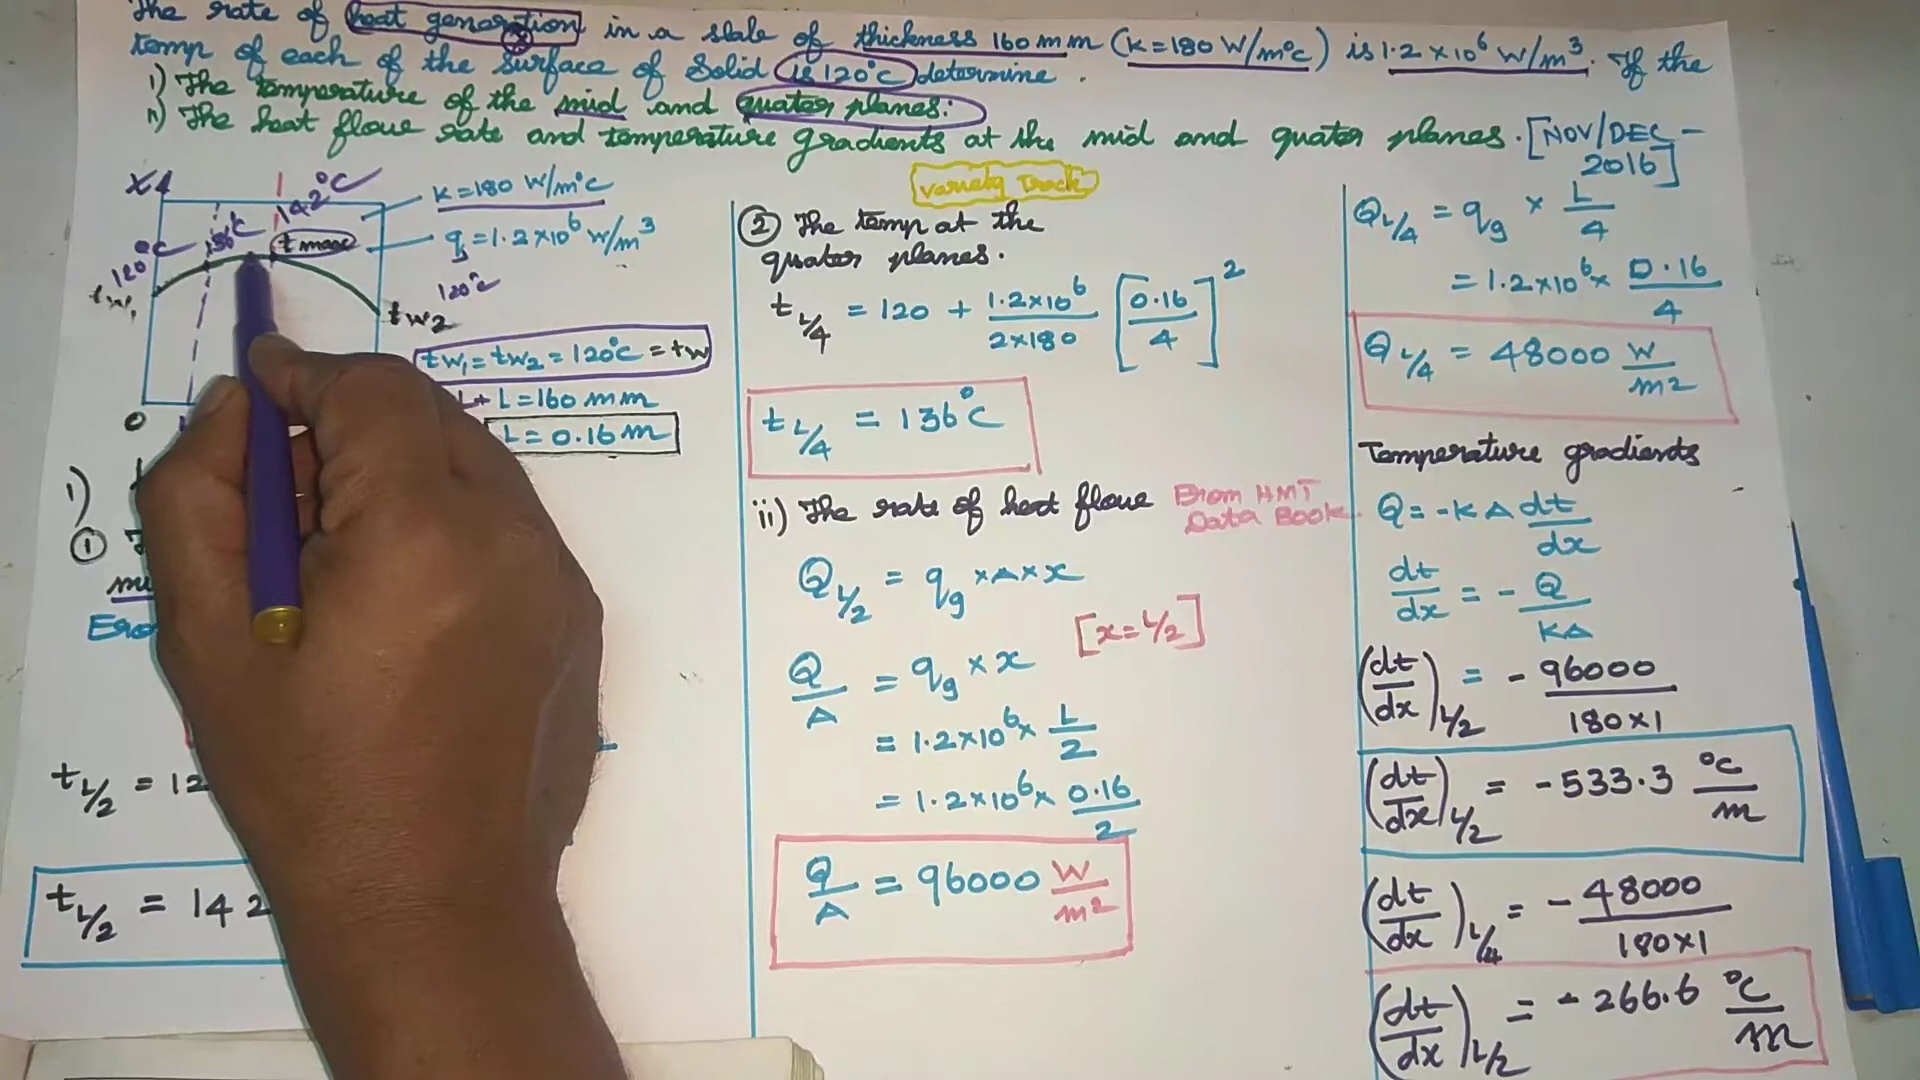 The rate of heat generation in a slab of thickness 160 mm (K=180 W/m°C) is 1.2×10⁶ W/m³. If the
temp of each of the surface of Solid is 120°C determine.
i) The temperature of the mid and quater planes:
ii) The heat flow rate and temperature gradients at the mid and quater planes. [NOV/DEC-
2016]
Variety Track
142°C
K=180 W/m°C
136°C
t max
q=1.2×10⁶ W/m³
g
120°C
tw1
120°C
tw2
tw1=tw2=120°C=tw
L=160 mm
L=0.16 m
0
i)
①
tL/2 = 12
tL/2 = 142
② The temp at the
quater planes.
tL/4 = 120 + 1.2×10⁶/2×180 [0.16/4]²
tL/4 = 136°C
ii) The rate of heat flow From HMT
Data Book.
QL/2 = qg ×A×x
[x=L/2]
Q/A = qg × x
= 1.2×10⁶× L/2
= 1.2×10⁶× 0.16/2
Q/A = 96000 W/m²
QL/4 = qg × L/4
= 1.2×10⁶× 0.16/4
QL/4 = 48000 W/m²
Temperature gradients
Q=-KA dt/dx
dt/dx = - Q/KA
(dt/dx)L/2 = - 96000/180×1
(dt/dx)L/2 = -533.3 °C/m
(dt/dx)L/4 = - 48000/180×1
(dt/dx)L/2 = - 266.6 °C/m